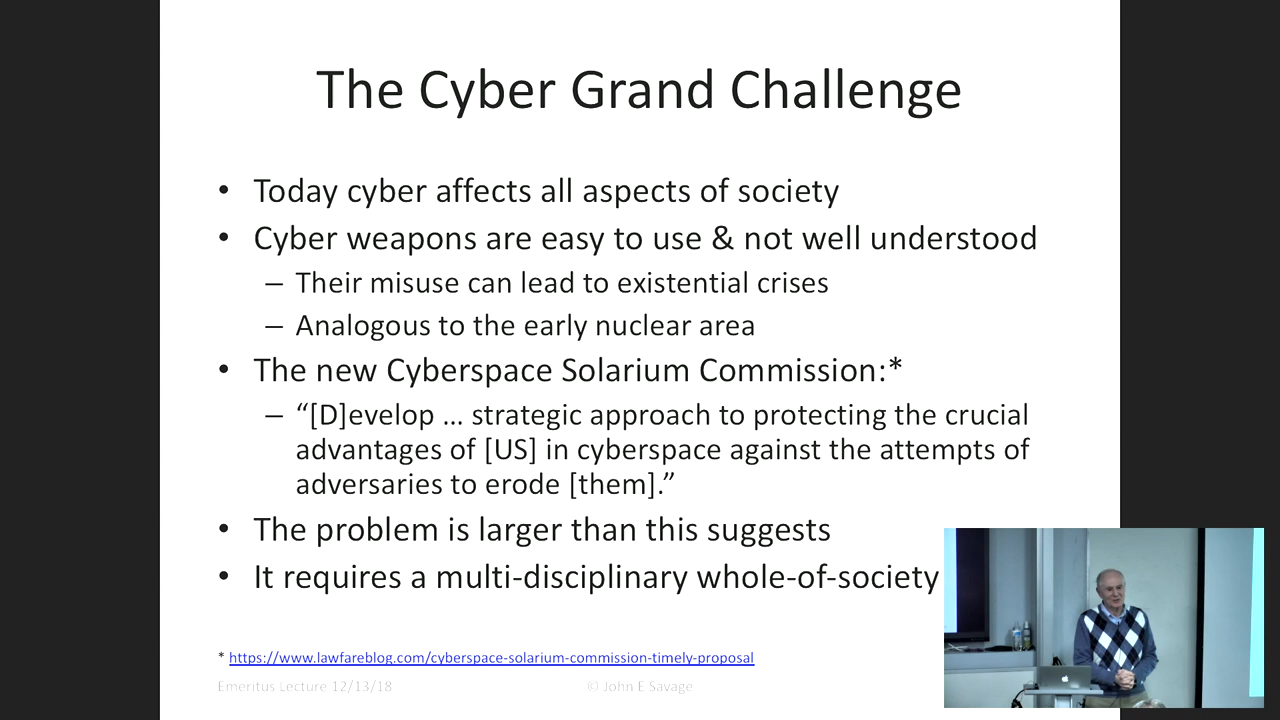 The Cyber Grand Challenge
• Today cyber affects all aspects of society
• Cyber weapons are easy to use & not well understood
– Their misuse can lead to existential crises
– Analogous to the early nuclear area
• The new Cyberspace Solarium Commission:*
– “[D]evelop … strategic approach to protecting the crucial
advantages of [US] in cyberspace against the attempts of
adversaries to erode [them].”
• The problem is larger than this suggests
• It requires a multi-disciplinary whole-of-society
* https://www.lawfareblog.com/cyberspace-solarium-commission-timely-proposal
Emeritus Lecture 12/13/18
© John E Savage